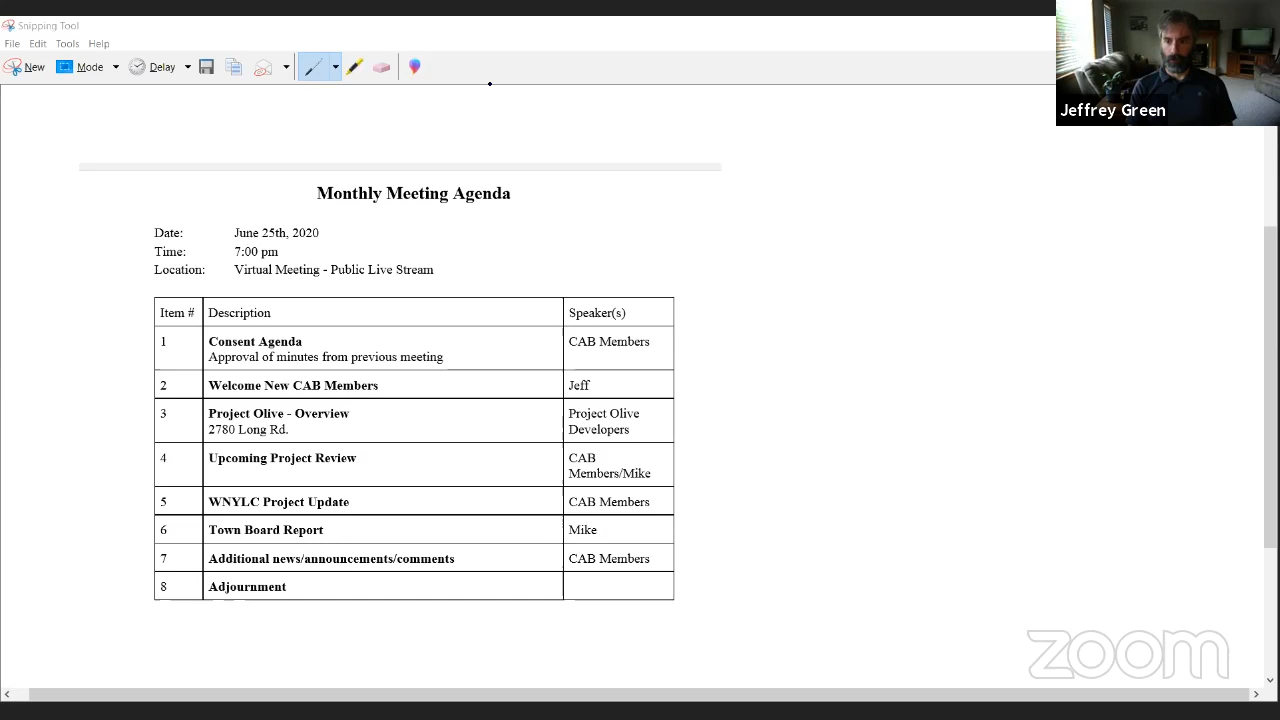 Snipping Tool
File Edit Tools Help
New Mode Delay
Jeffrey Green
Monthly Meeting Agenda
Date: June 25th, 2020
Time: 7:00 pm
Location: Virtual Meeting - Public Live Stream
Item # Description Speaker(s)
1 Consent Agenda CAB Members
Approval of minutes from previous meeting
2 Welcome New CAB Members Jeff
3 Project Olive - Overview Project Olive
2780 Long Rd. Developers
4 Upcoming Project Review CAB
Members/Mike
5 WNYLC Project Update CAB Members
6 Town Board Report Mike
7 Additional news/announcements/comments CAB Members
8 Adjournment
zoom